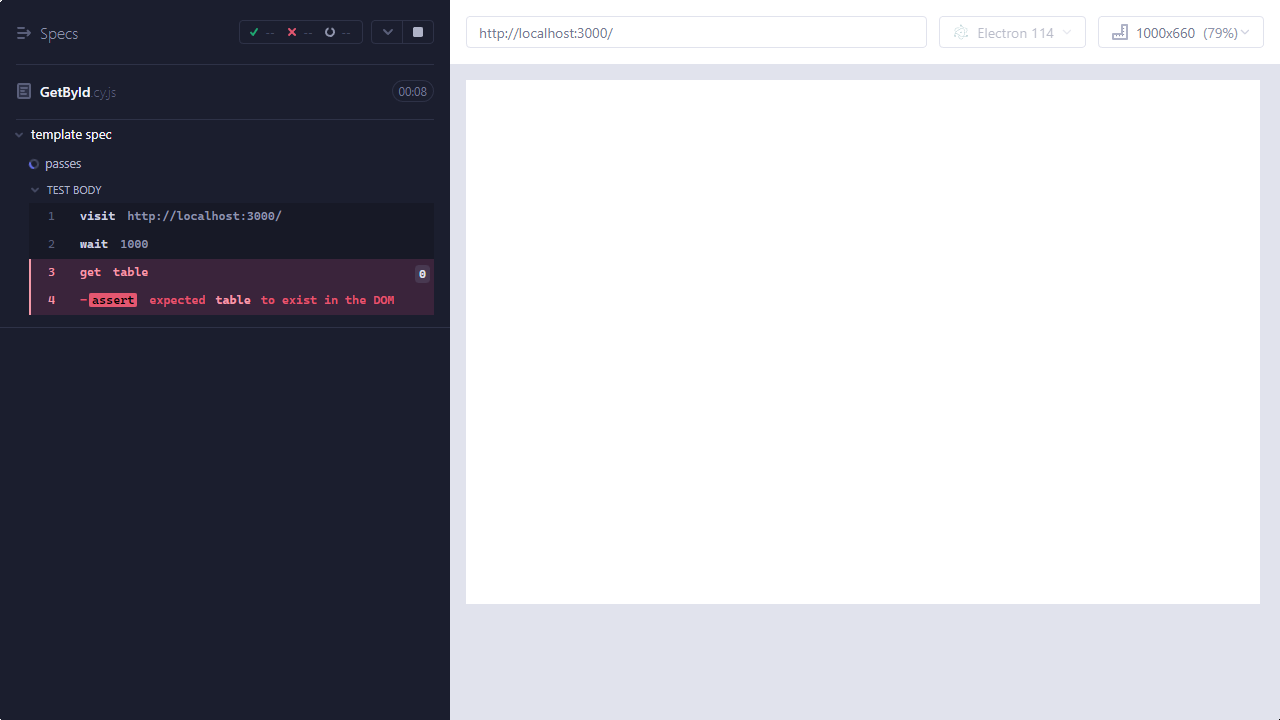 Specs -- -- --
GetById.cy.js 00:08
template spec
passes
TEST BODY
1 visit http://localhost:3000/
2 wait 1000
3 get table 0
4 -assert expected table to exist in the DOM
http://localhost:3000/ Electron 114 1000x660 (79%)